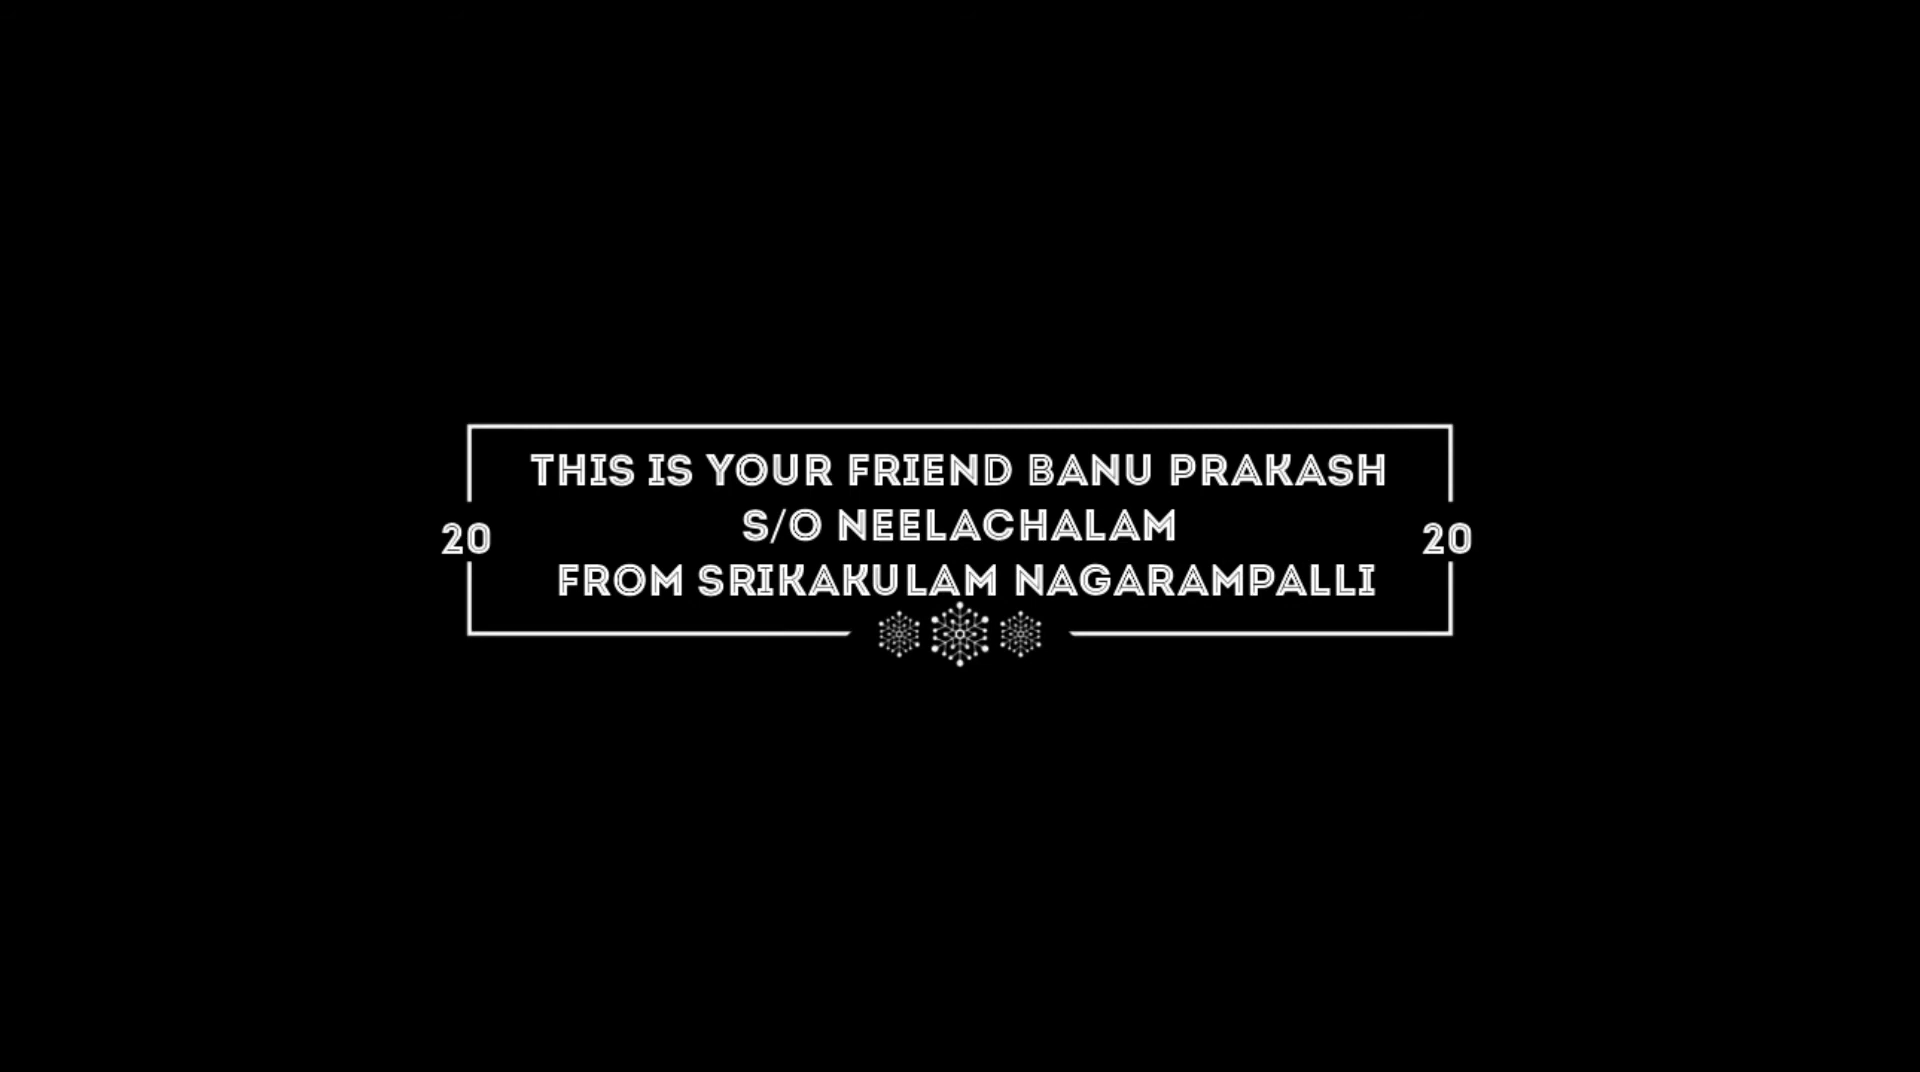 THIS IS YOUR FRIEND BANU PRAKASH
S/O NEELACHALAM
20 20
FROM SRIKAKULAM NAGARAMPALLI